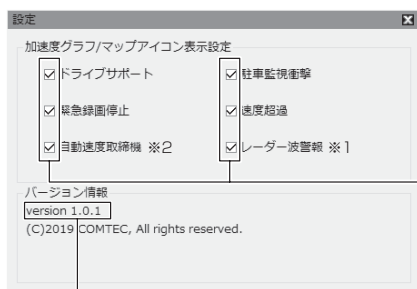 設定
加速度グラフ/マップアイコン表示設定
ドライブサポート 駐車監視衝撃
緊急録画停止 速度超過
自動速度取締機 ※2 レーダー波警報 ※1
バージョン情報
version 1.0.1
(C)2019 COMTEC, All rights reserved.